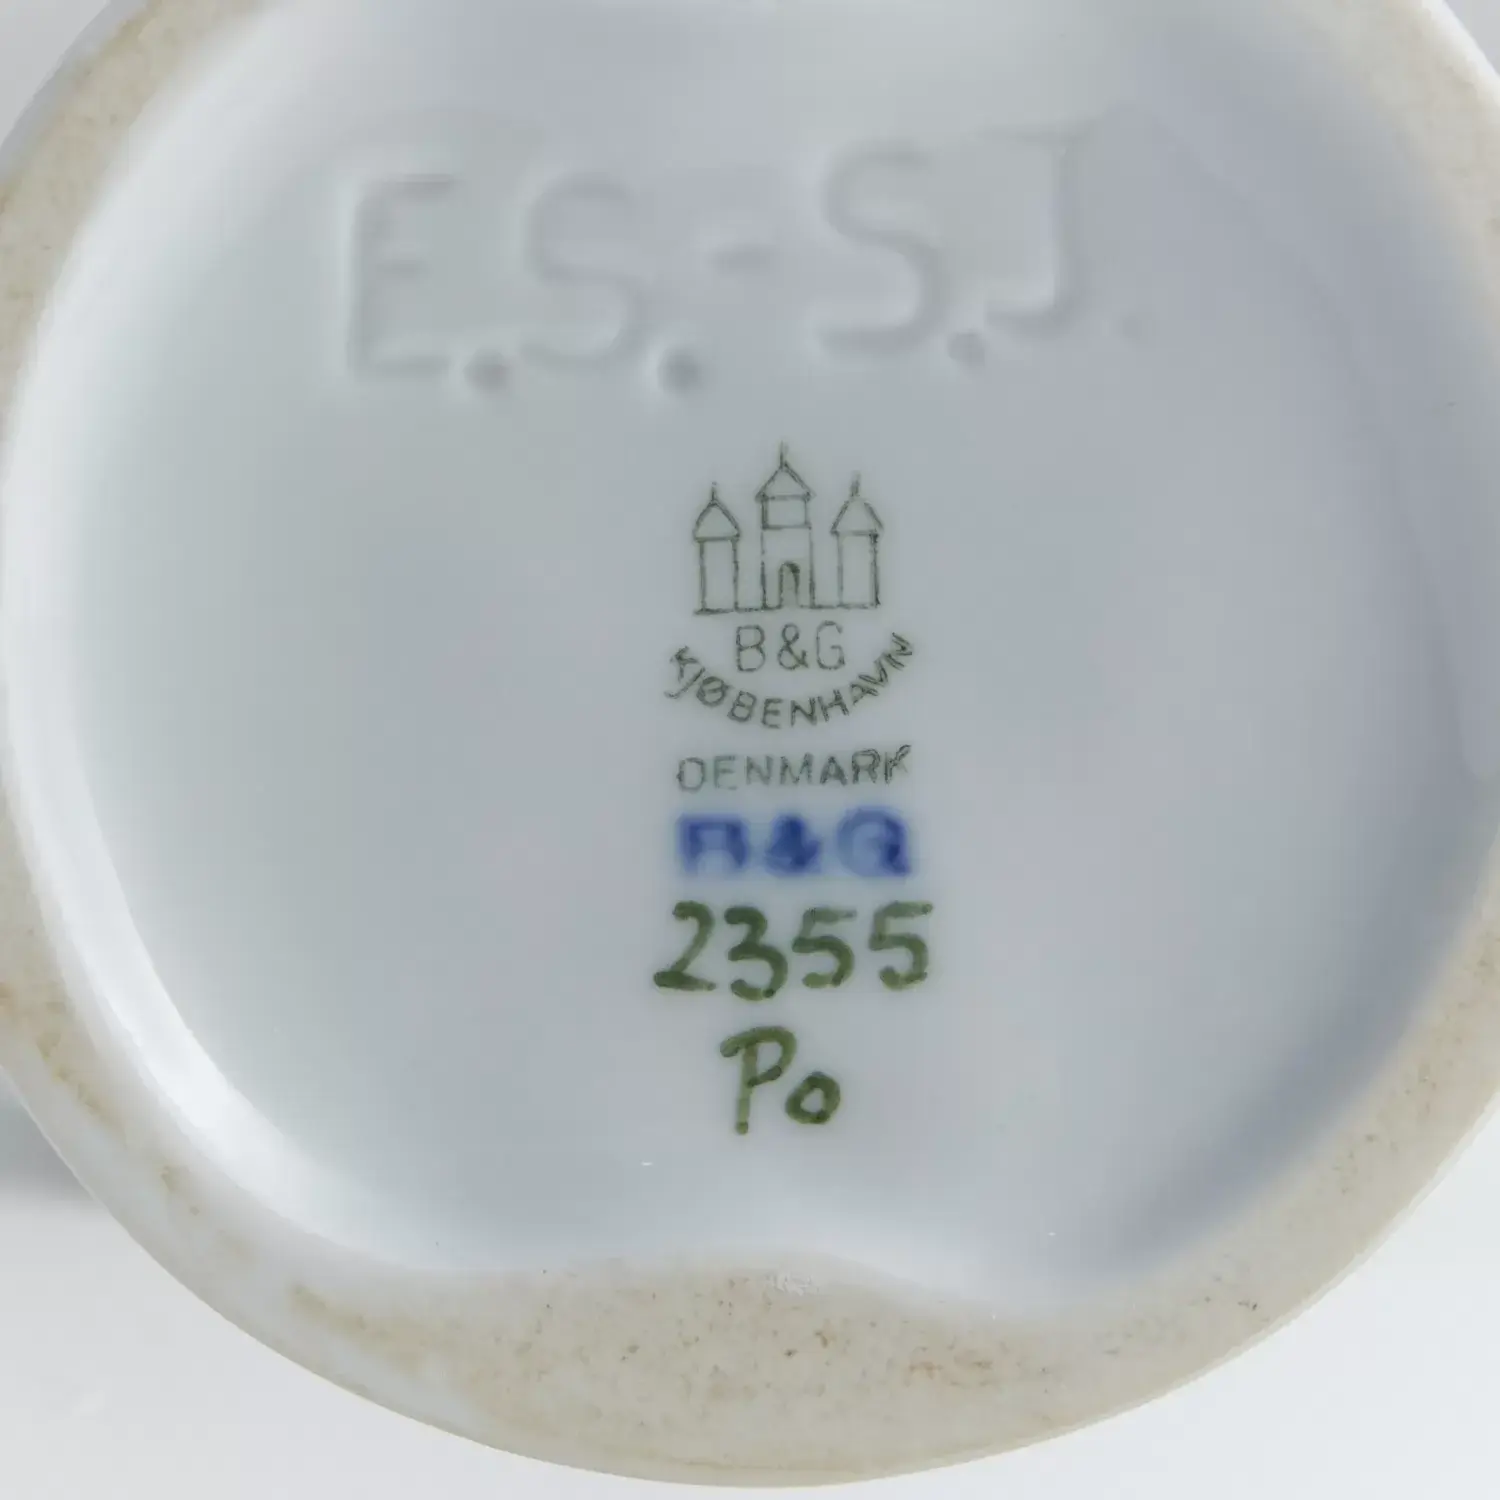 E.S.-S.J.
B&G
KJØBENHAVN
DENMARK
B&G
2355
Po